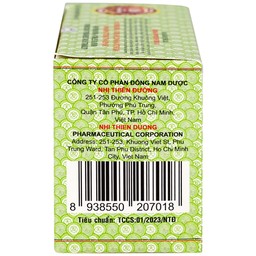 CÔNG TY CỔ PHẦN ĐÔNG NAM DƯỢC
NHỊ THIÊN ĐƯỜNG
251-253 Đường Khuông Việt,
Phường Phú Trung,
Quận Tân Phú, TP. Hồ Chí Minh
Việt Nam
NHI THIEN DUONG
PHARMACEUTICAL CORPORATION
Address: 251-253, Khuong Viet St, Phu
Trung Ward, Tan Phu District, Ho Chi Minh
City, Viet Nam
8 938550 207018
Tiêu chuẩn: TCCS:01/2023/NTĐ